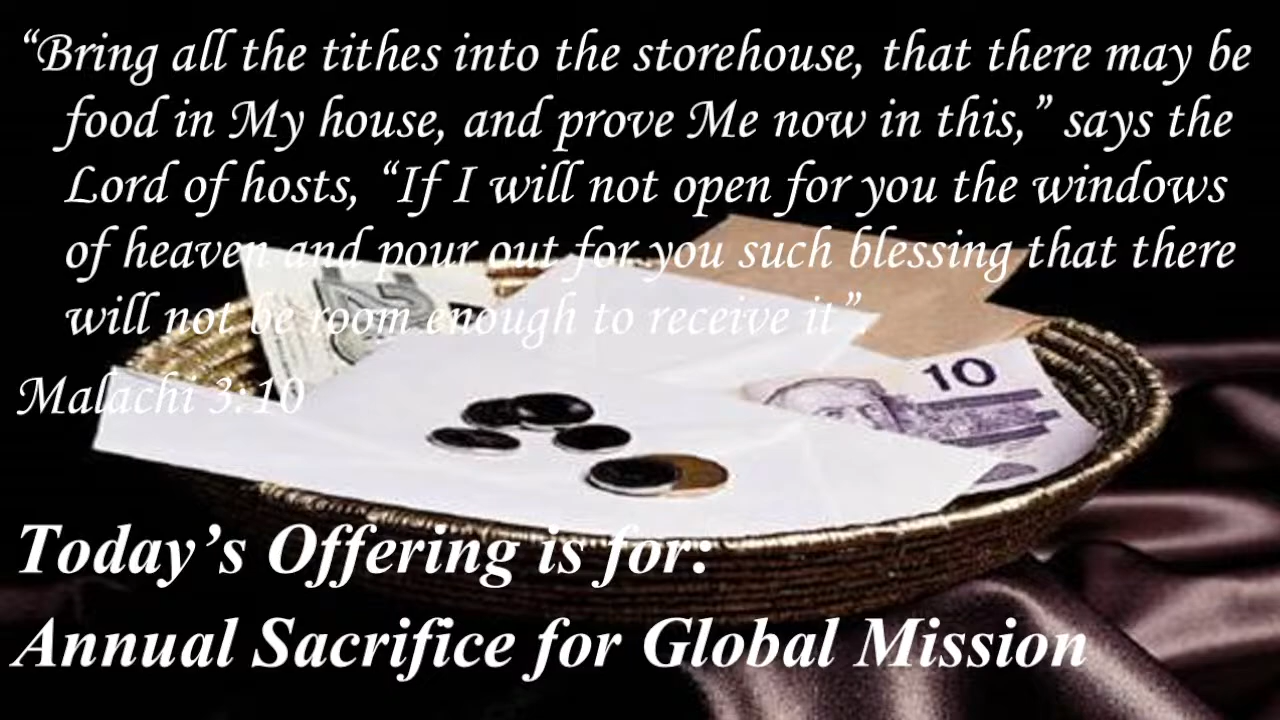 “Bring all the tithes into the storehouse, that there may be
food in My house, and prove Me now in this,” says the
Lord of hosts, “If I will not open for you the windows
of heaven and pour out for you such blessing that there
will not be room enough to receive it”.
Malachi 3:10
10
Today’s Offering is for:
Annual Sacrifice for Global Mission